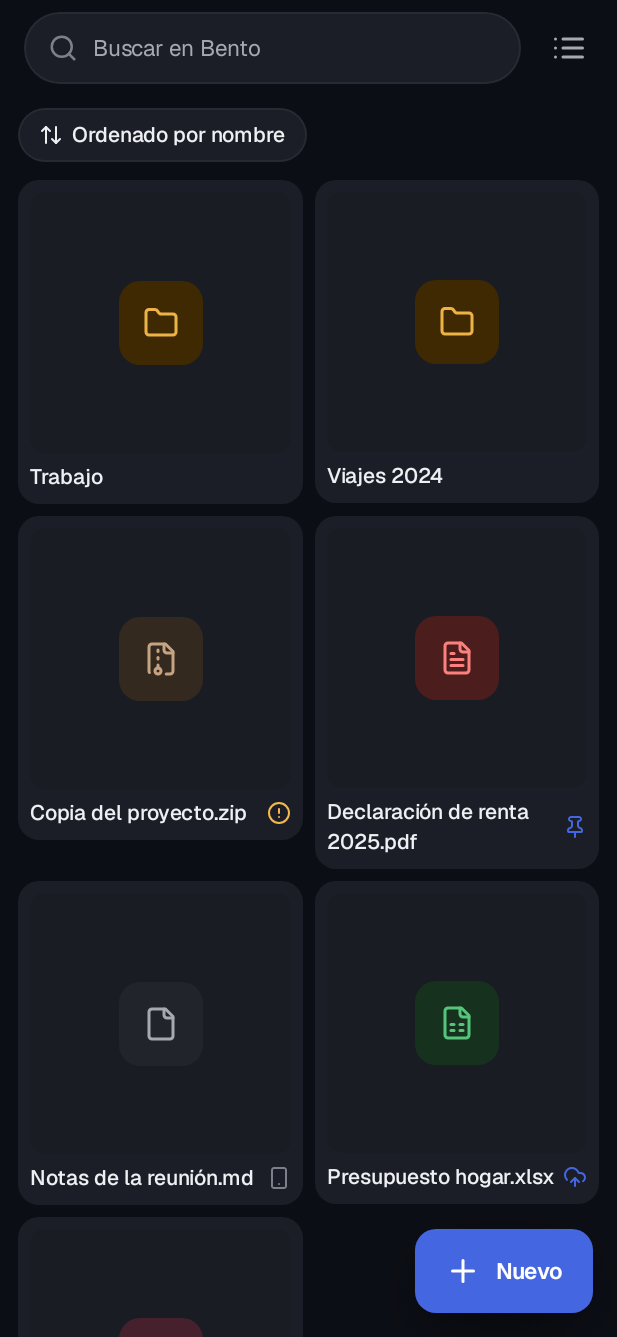 Buscar en Bento
Ordenado por nombre
Trabajo
Viajes 2024
Copia del proyecto.zip
Declaración de renta
2025.pdf
Notas de la reunión.md
Presupuesto hogar.xlsx
Nuevo